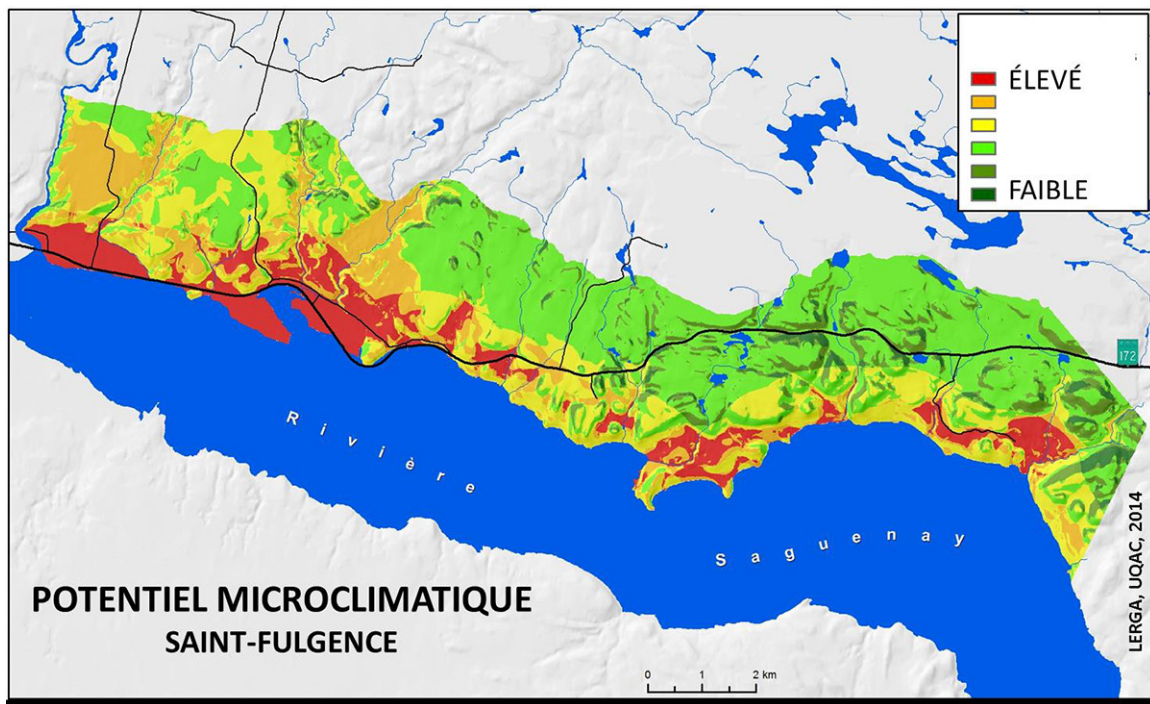 ÉLEVÉ
FAIBLE
172
Rivière
Saguenay
POTENTIEL MICROCLIMATIQUE
SAINT-FULGENCE
0 1 2 km
LERGA, UQAC, 2014